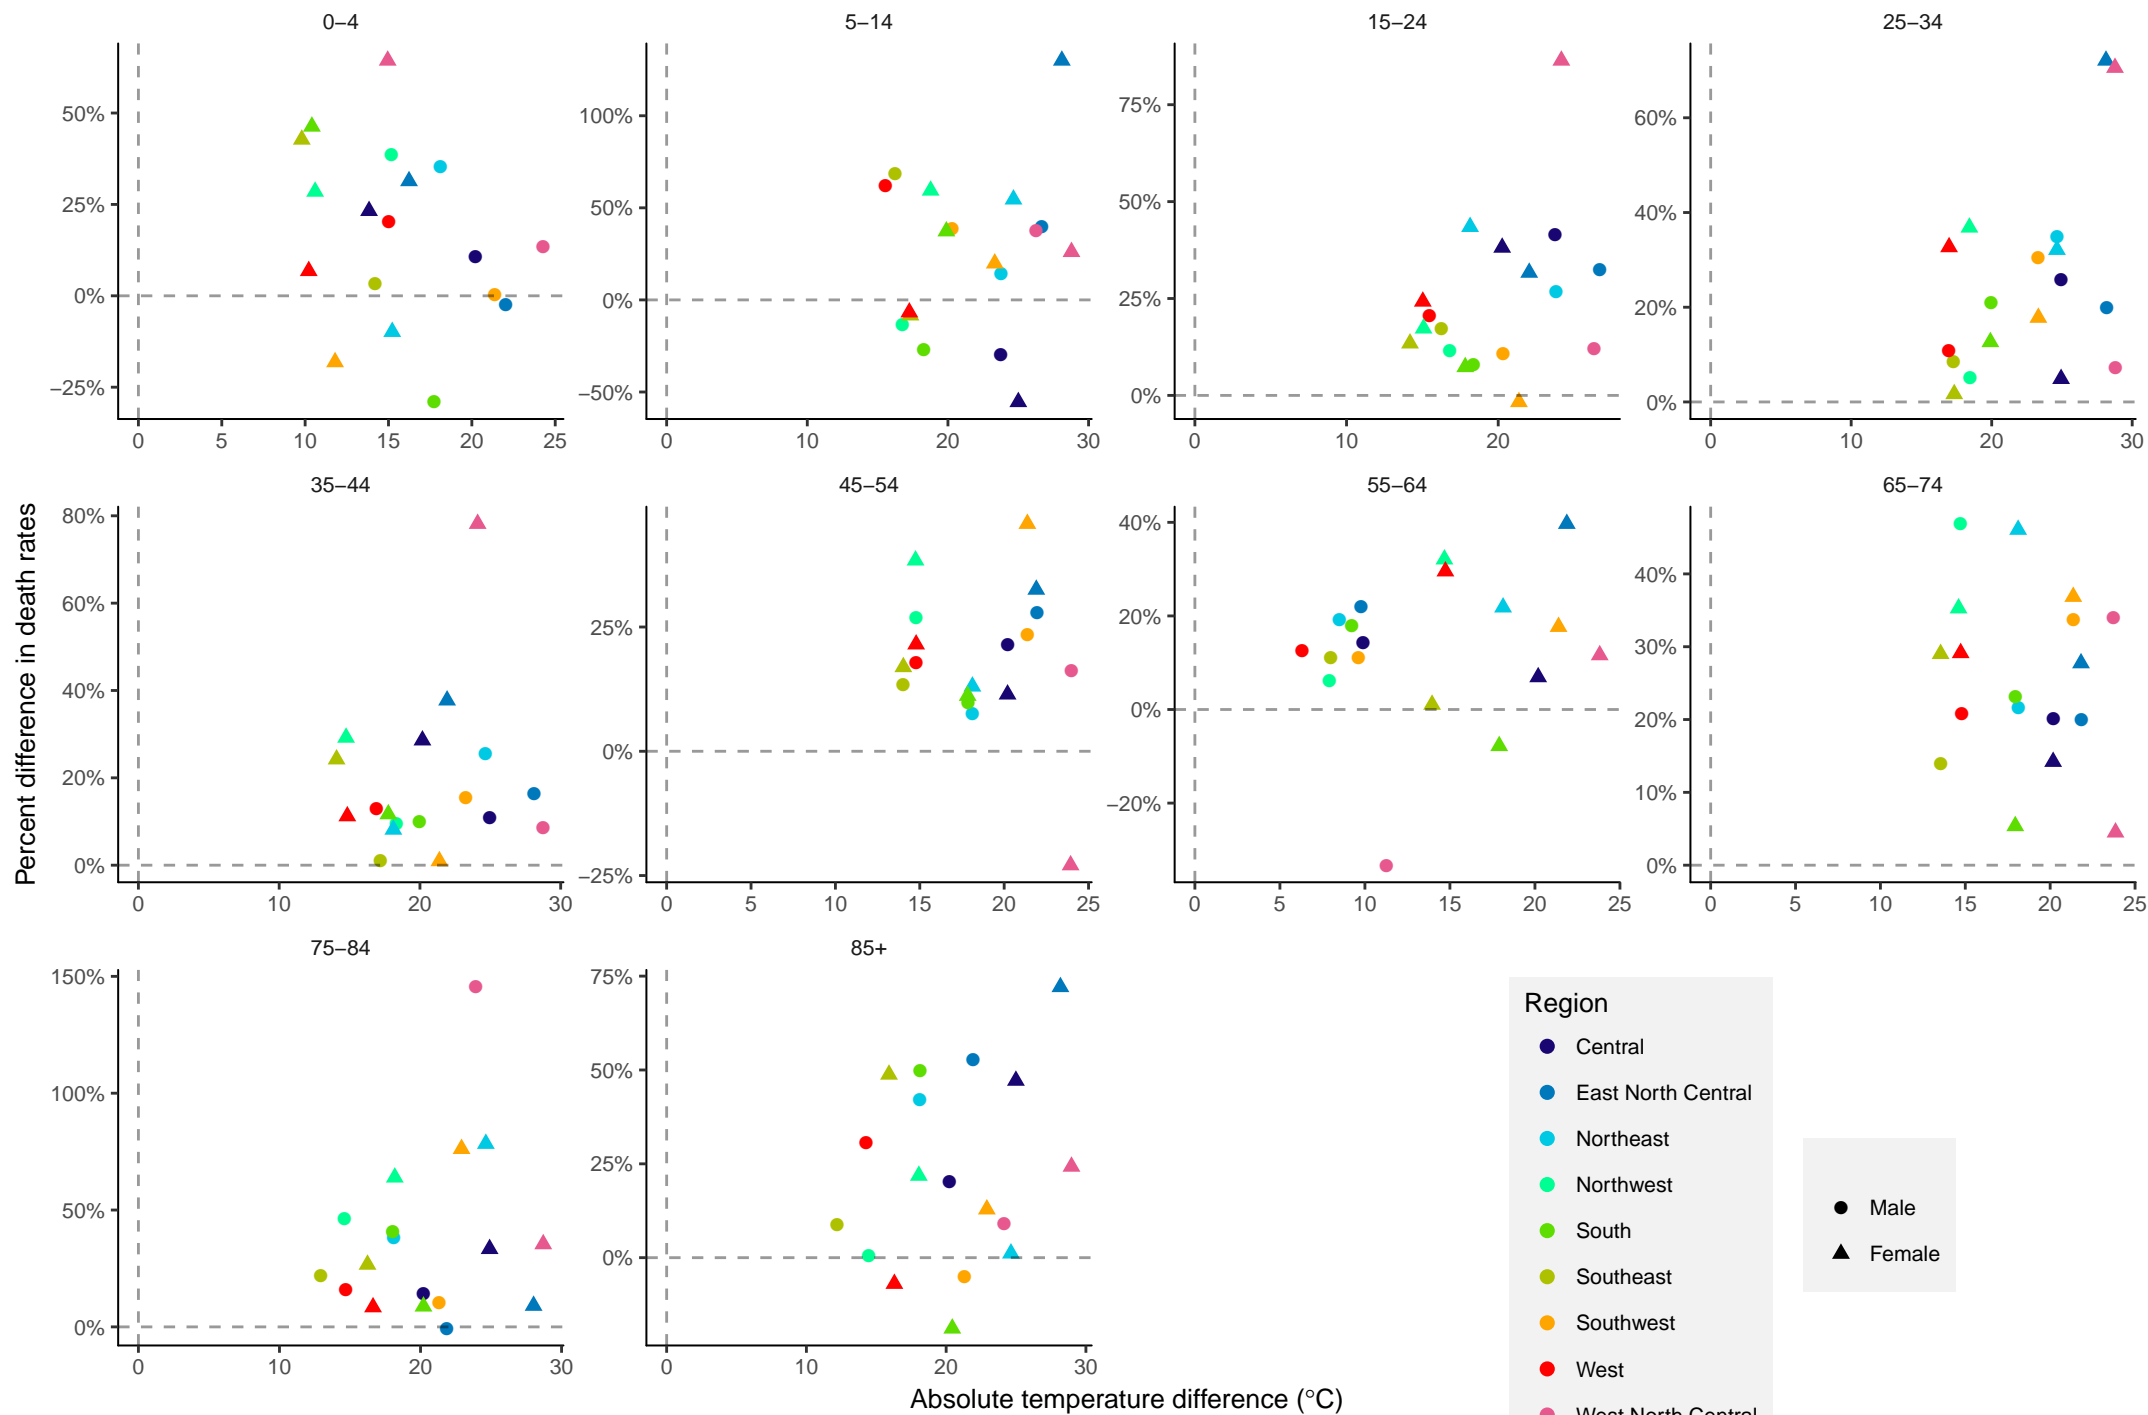 0–4 5–14 15–24 25–34
50%
25%
0%
−25%
0 5 10 15 20 25
100%
50%
0%
−50%
0 10 20 30
75%
50%
25%
0%
0 10 20
60%
40%
20%
0%
0 10 20 30
Percent difference in death rates
35–44 45–54 55–64 65–74
80%
60%
40%
20%
0%
0 10 20 30
25%
0%
−25%
0 5 10 15 20 25
40%
20%
0%
−20%
0 5 10 15 20 25
40%
30%
20%
10%
0%
0 5 10 15 20 25
75–84 85+
150%
100%
50%
0%
0 10 20 30
75%
50%
25%
0%
0 10 20 30
Absolute temperature difference (°C)
Region
Central
East North Central
Northeast
Northwest
South
Southeast
Southwest
West
West North Central
Male
Female